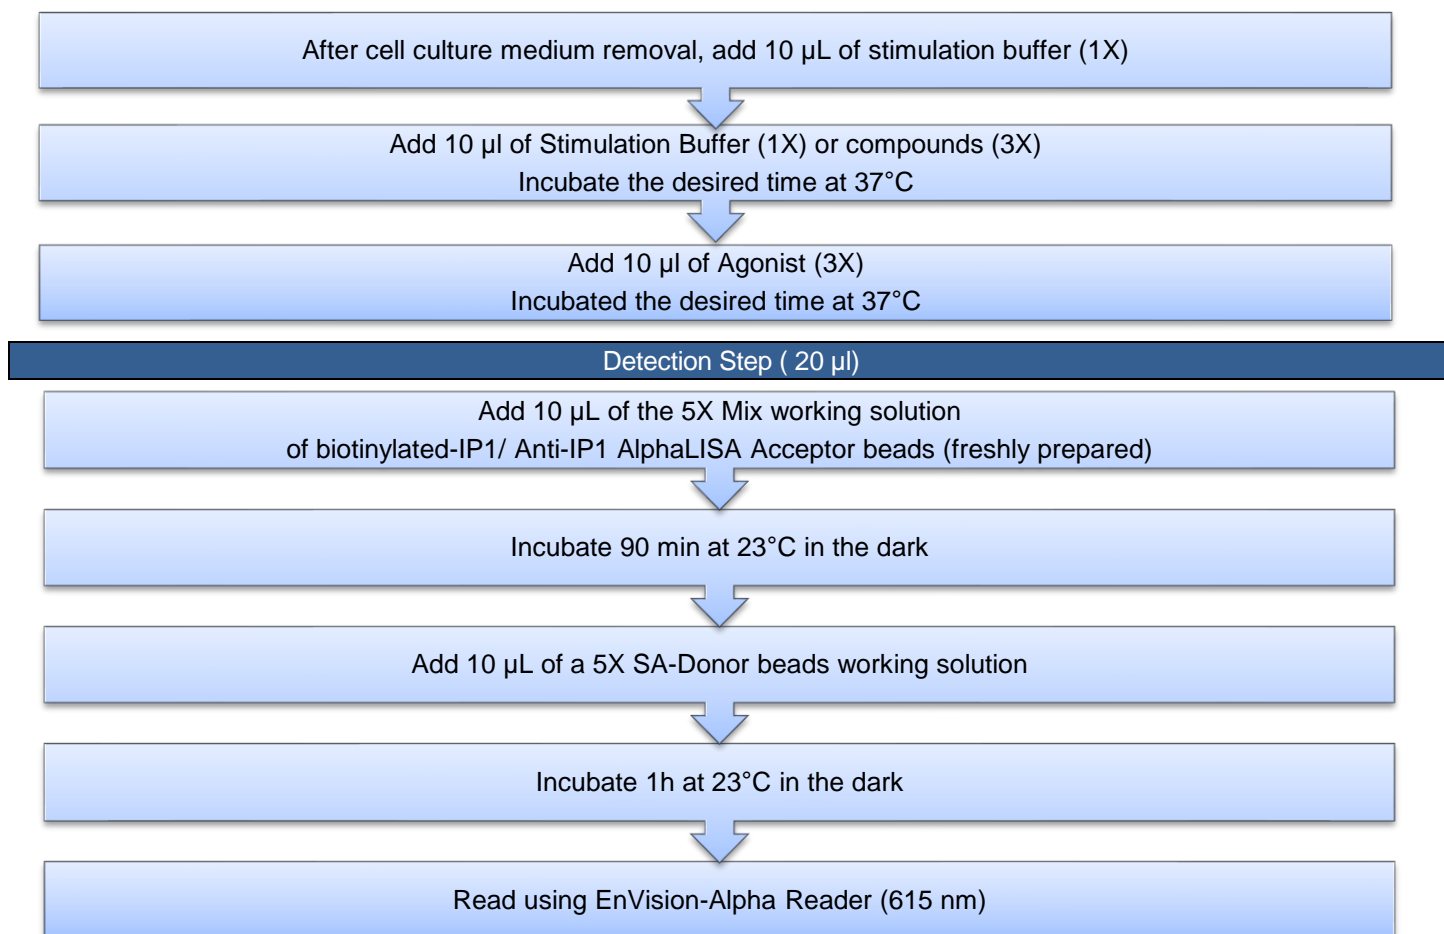 After cell culture medium removal, add 10 µL of stimulation buffer (1X)
Add 10 µl of Stimulation Buffer (1X) or compounds (3X)
Incubate the desired time at 37°C
Add 10 µl of Agonist (3X)
Incubated the desired time at 37°C
Detection Step ( 20 µl)
Add 10 µL of the 5X Mix working solution
of biotinylated-IP1/ Anti-IP1 AlphaLISA Acceptor beads (freshly prepared)
Incubate 90 min at 23°C in the dark
Add 10 µL of a 5X SA-Donor beads working solution
Incubate 1h at 23°C in the dark
Read using EnVision-Alpha Reader (615 nm)